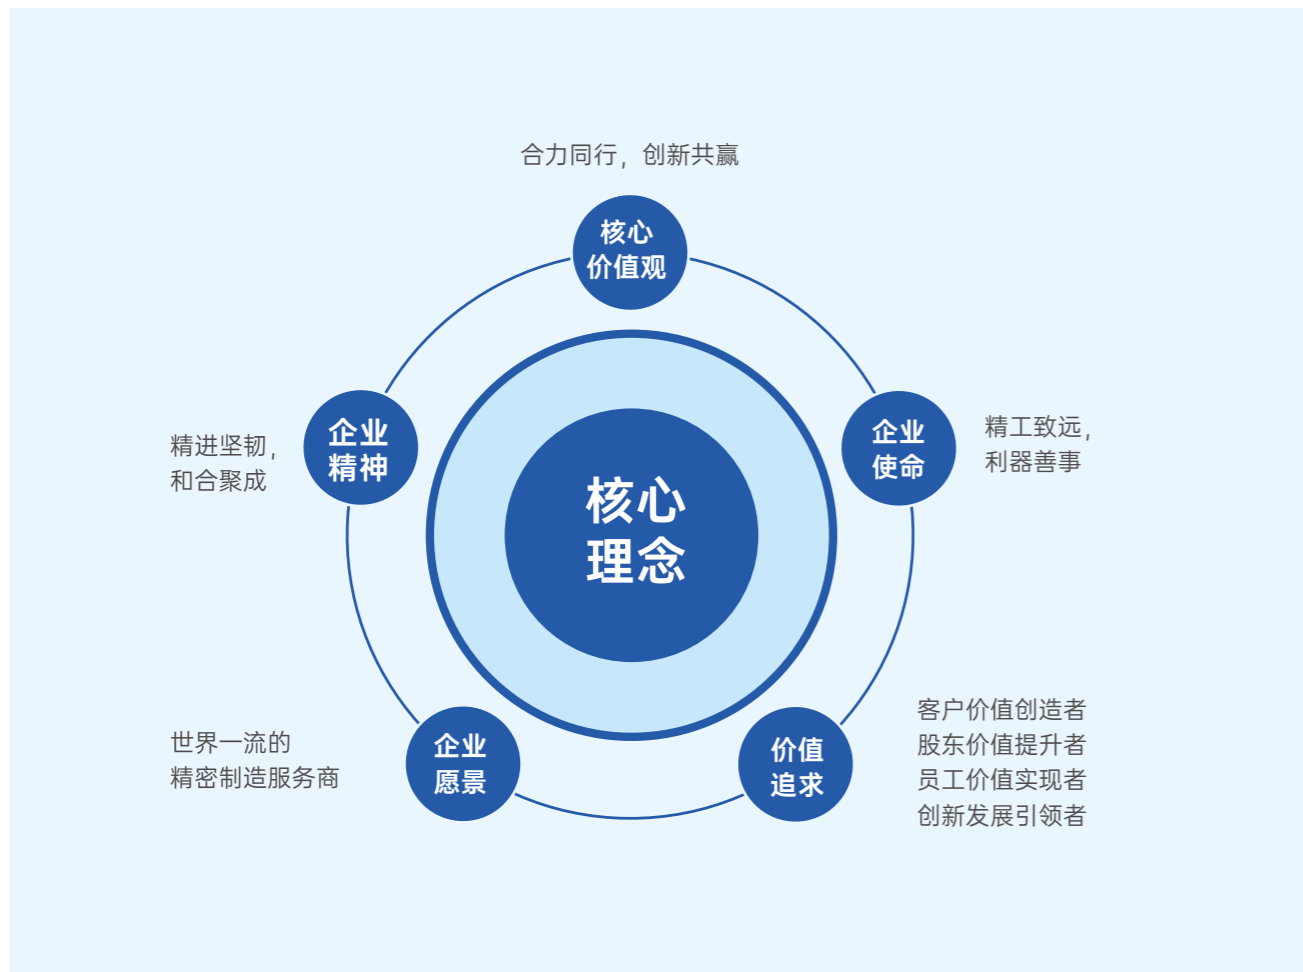 合力同行，创新共赢
核心
价值观
企业
精神
精进坚韧，
和合聚成
企业
使命
精工致远，
利器善事
核心
理念
企业
愿景
世界一流的
精密制造服务商
价值
追求
客户价值创造者
股东价值提升者
员工价值实现者
创新发展引领者